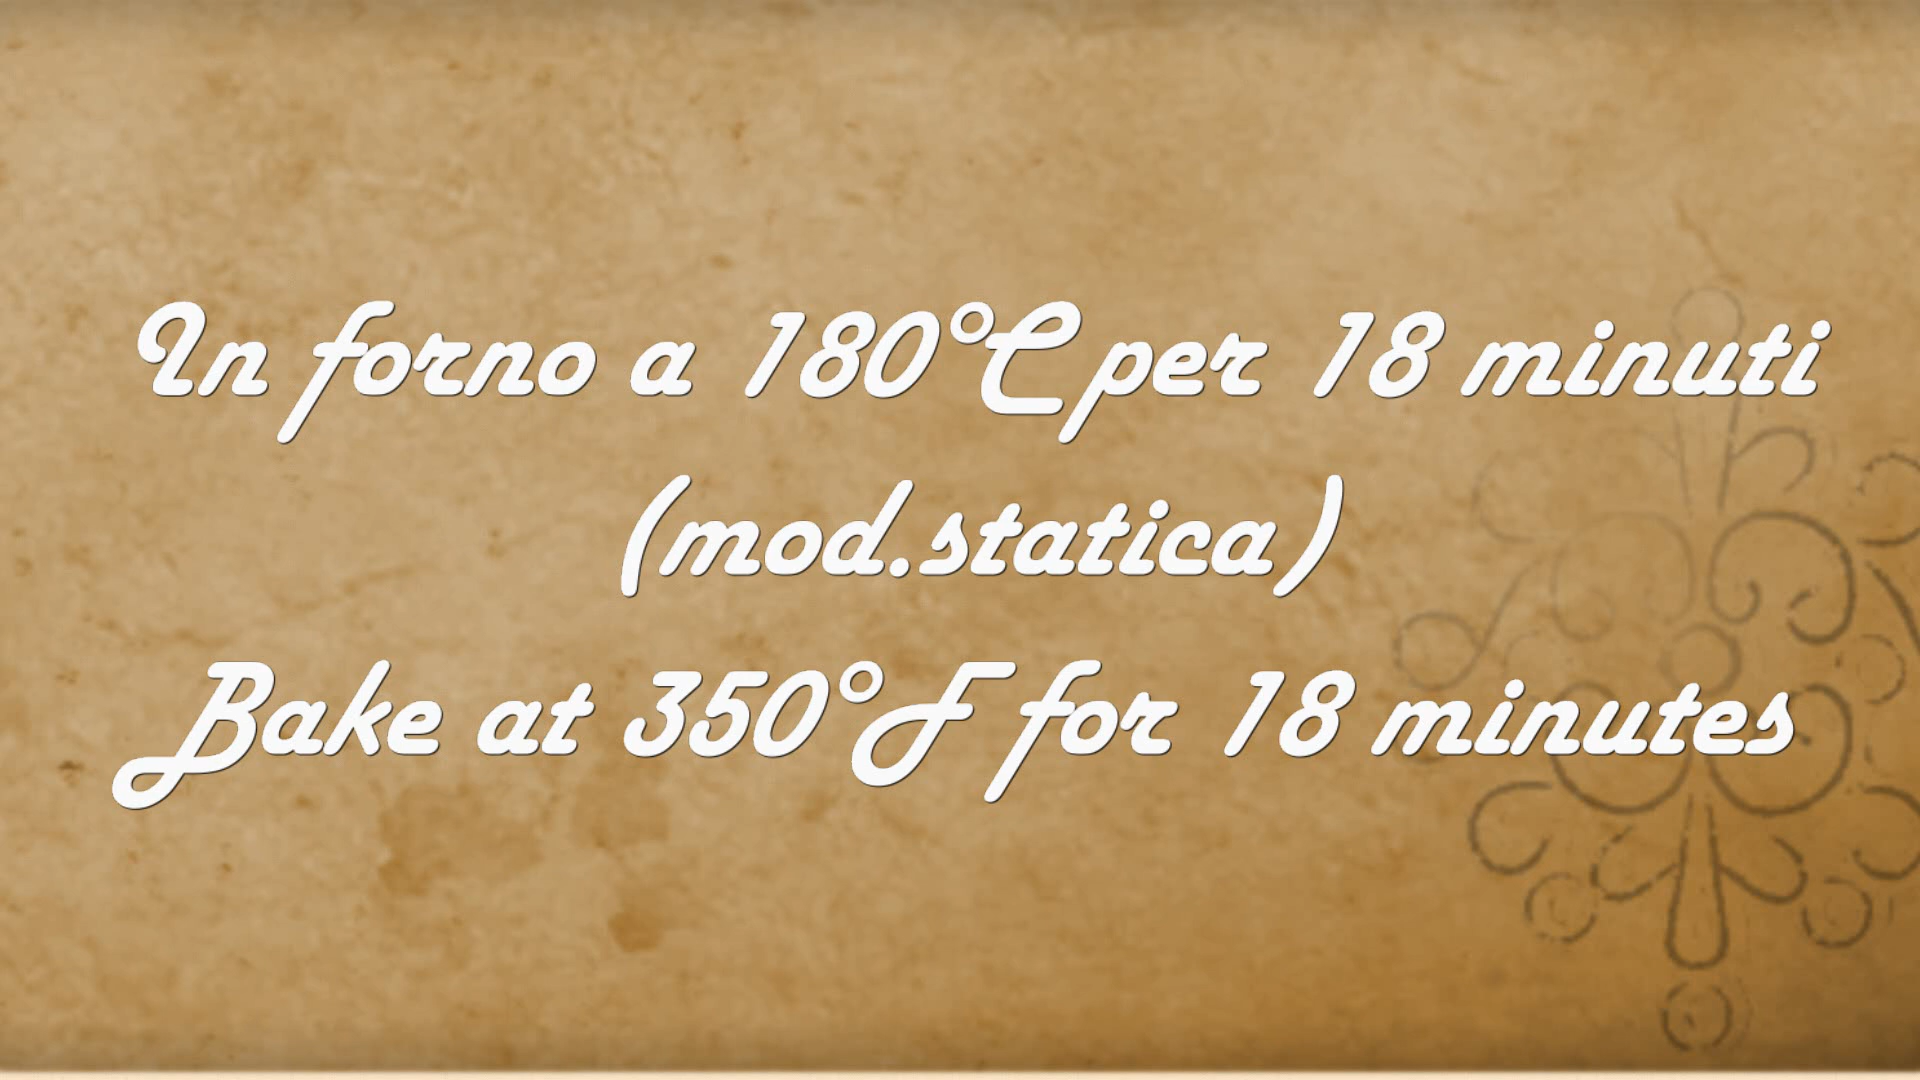 In forno a 180°C per 18 minuti
(mod.statica)
Bake at 350°F for 18 minutes